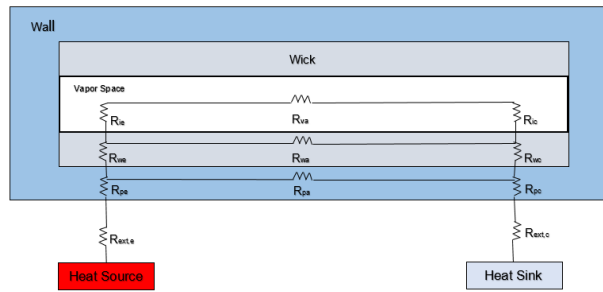 Wall
Wick
Vapor Space
Rie
Rva
Ric
Rwe
Rwa
Rwc
Rpe
Rpa
Rpc
Rext,e
Rext,c
Heat Source
Heat Sink